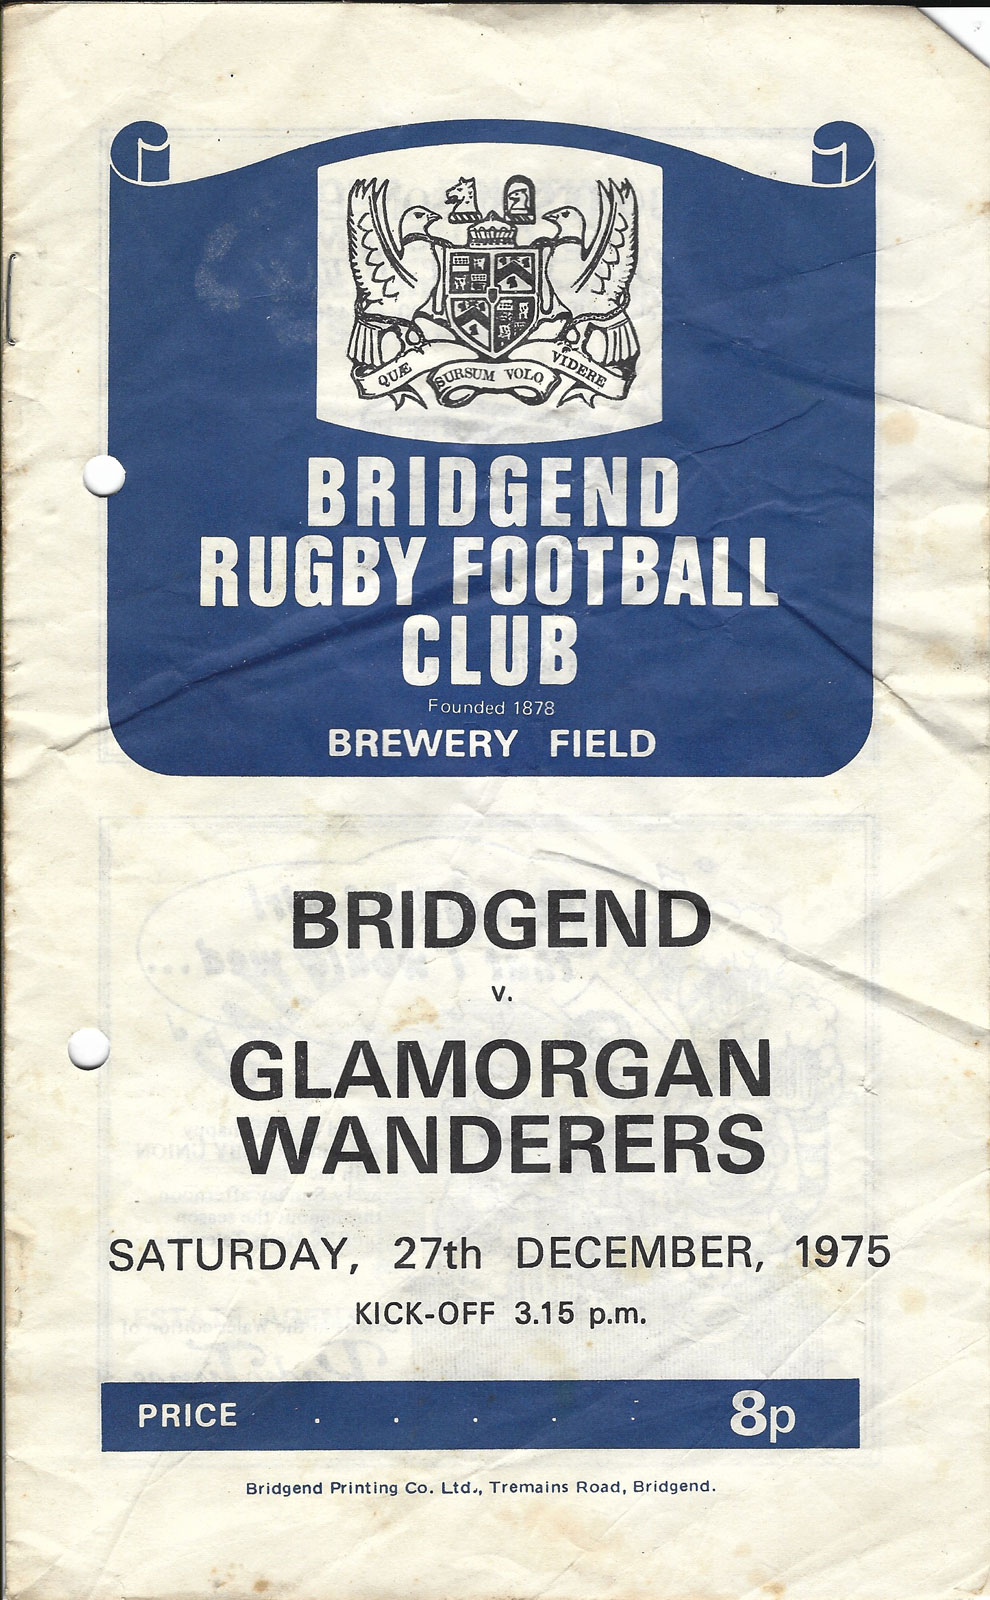 QUÆ SURSUM VOLO VIDERE
BRIDGEND
RUGBY FOOTBALL
CLUB
Founded 1878
BREWERY FIELD
BRIDGEND
v.
GLAMORGAN
WANDERERS
SATURDAY, 27th DECEMBER, 1975
KICK-OFF 3.15 p.m.
PRICE . . . . . 8p
Bridgend Printing Co. Ltd., Tremains Road, Bridgend.